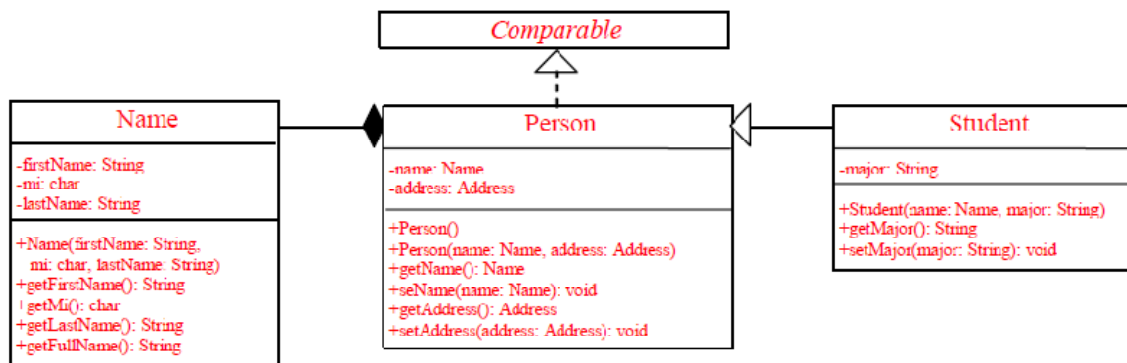 Comparable
Name
-firstName: String
-mi: char
-lastName: String
+Name(firstName: String,
mi: char, lastName: String)
+getFirstName(): String
+getMi(): char
+getLastName(): String
+getFullName(): String
Person
-name: Name
-address: Address
+Person()
+Person(name: Name, address: Address)
+getName(): Name
+seName(name: Name): void
+getAddress(): Address
+setAddress(address: Address): void
Student
-major: String
+Student(name: Name, major: String)
+getMajor(): String
+setMajor(major: String): void